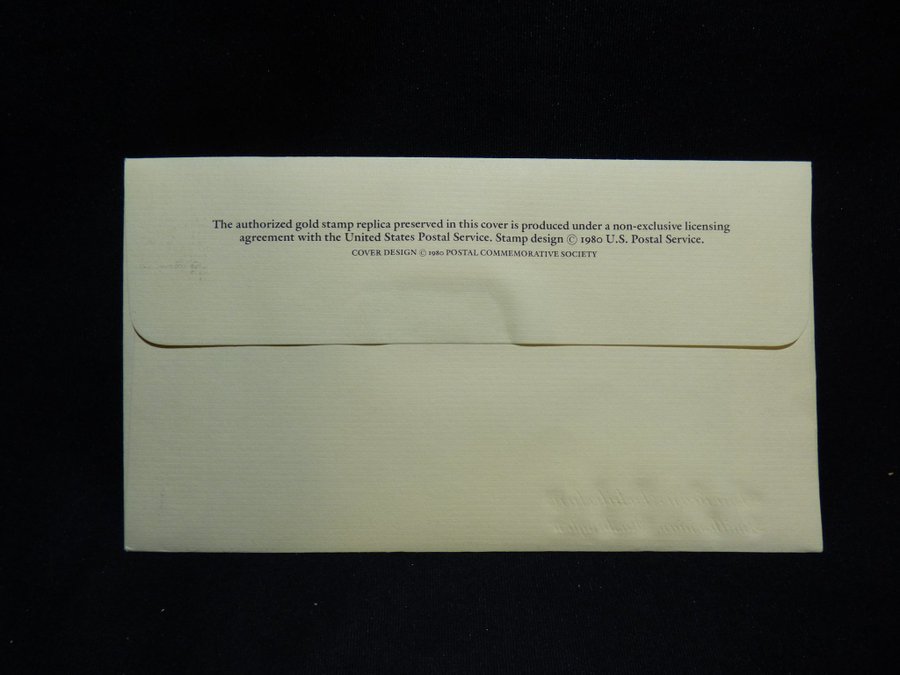 The authorized gold stamp replica preserved in this cover is produced under a non-exclusive licensing
agreement with the United States Postal Service. Stamp design © 1980 U.S. Postal Service.
COVER DESIGN © 1980 POSTAL COMMEMORATIVE SOCIETY